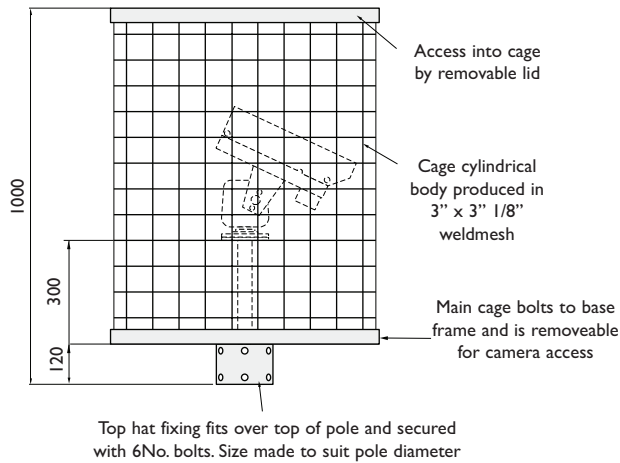 Access into cage
by removable lid
Cage cylindrical
body produced in
3” x 3” 1/8”
weldmesh
1000
300
120
Main cage bolts to base
frame and is removeable
for camera access
Top hat fixing fits over top of pole and secured
with 6No. bolts. Size made to suit pole diameter